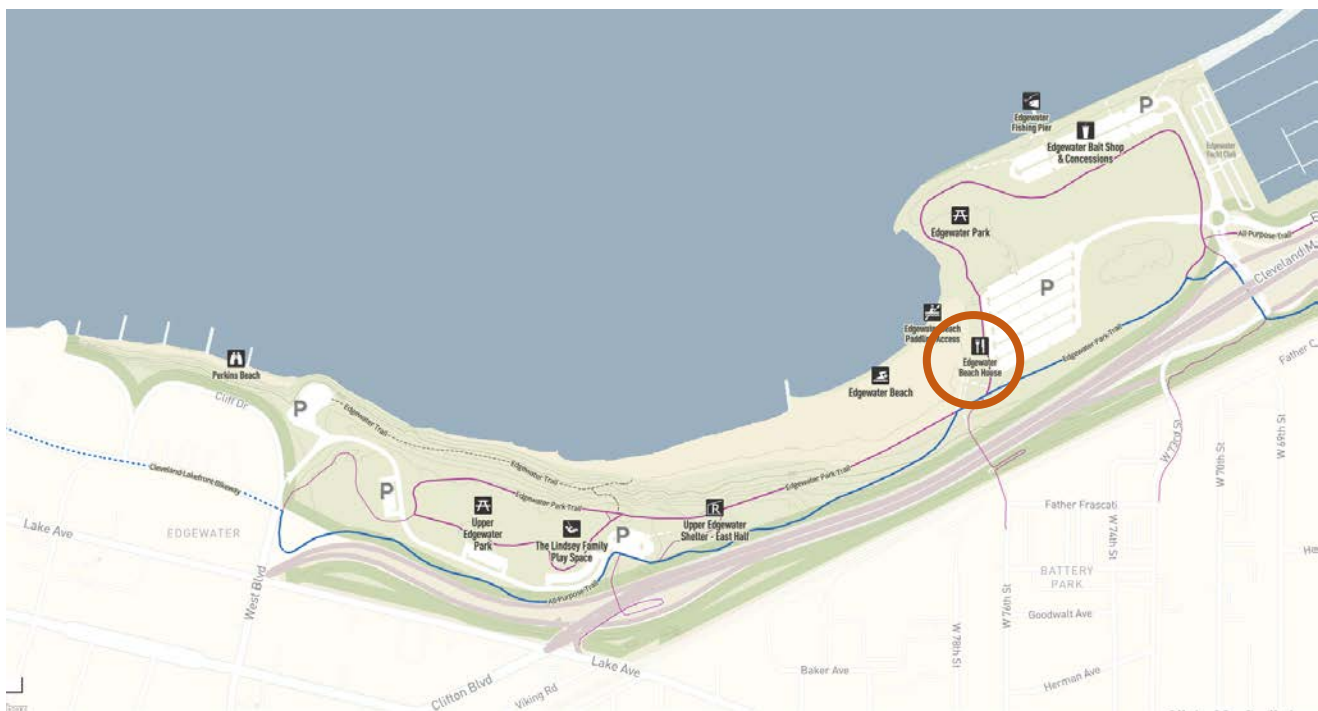 Edgewater
Fishing Pier
P
Edgewater Bait Shop
& Concessions
Edgewater
Yacht Club
Edgewater Park
All Purpose Trail
Cleveland M
P
Edgewater Beach
Paddling Access
Edgewater
Beach House
Edgewater Park Trail
Father C
Perkins Beach
Edgewater Beach
Cliff Dr
P
Edgewater Trail
W 73rd St
W 70th St
W 69th St
Cleveland Lakefront Bikeway
Edgewater Trail
Edgewater Park Trail
P
Edgewater Park Trail
Lake Ave
EDGEWATER
Upper
Edgewater
Park
The Lindsey Family
Play Space
P
R
Upper Edgewater
Shelter - East Hall
Father Frascati
W 74th St
He
West Blvd
All Purpose Trail
BATTERY
PARK
W 76th St
Goodwalt Ave
W 78th St
Lake Ave
Baker Ave
Herman Ave
Clifton Blvd
Viking Rd